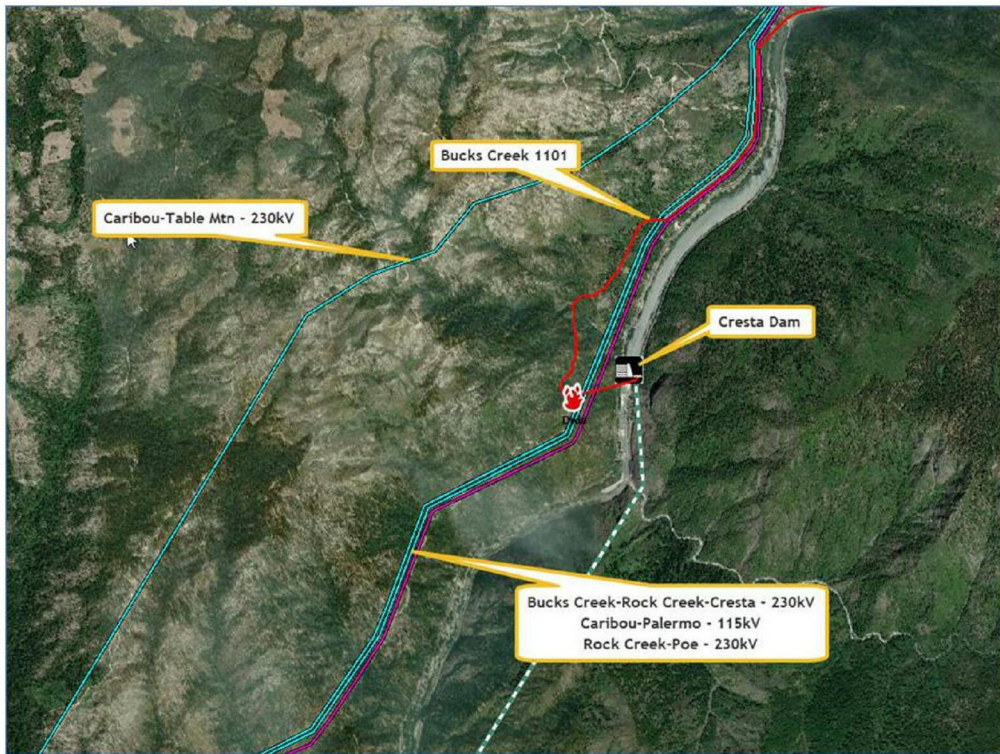 Bucks Creek 1101
Caribou-Table Mtn - 230kV
Cresta Dam
Bucks Creek-Rock Creek-Cresta - 230kV
Caribou-Palermo - 115kV
Rock Creek-Poe - 230kV